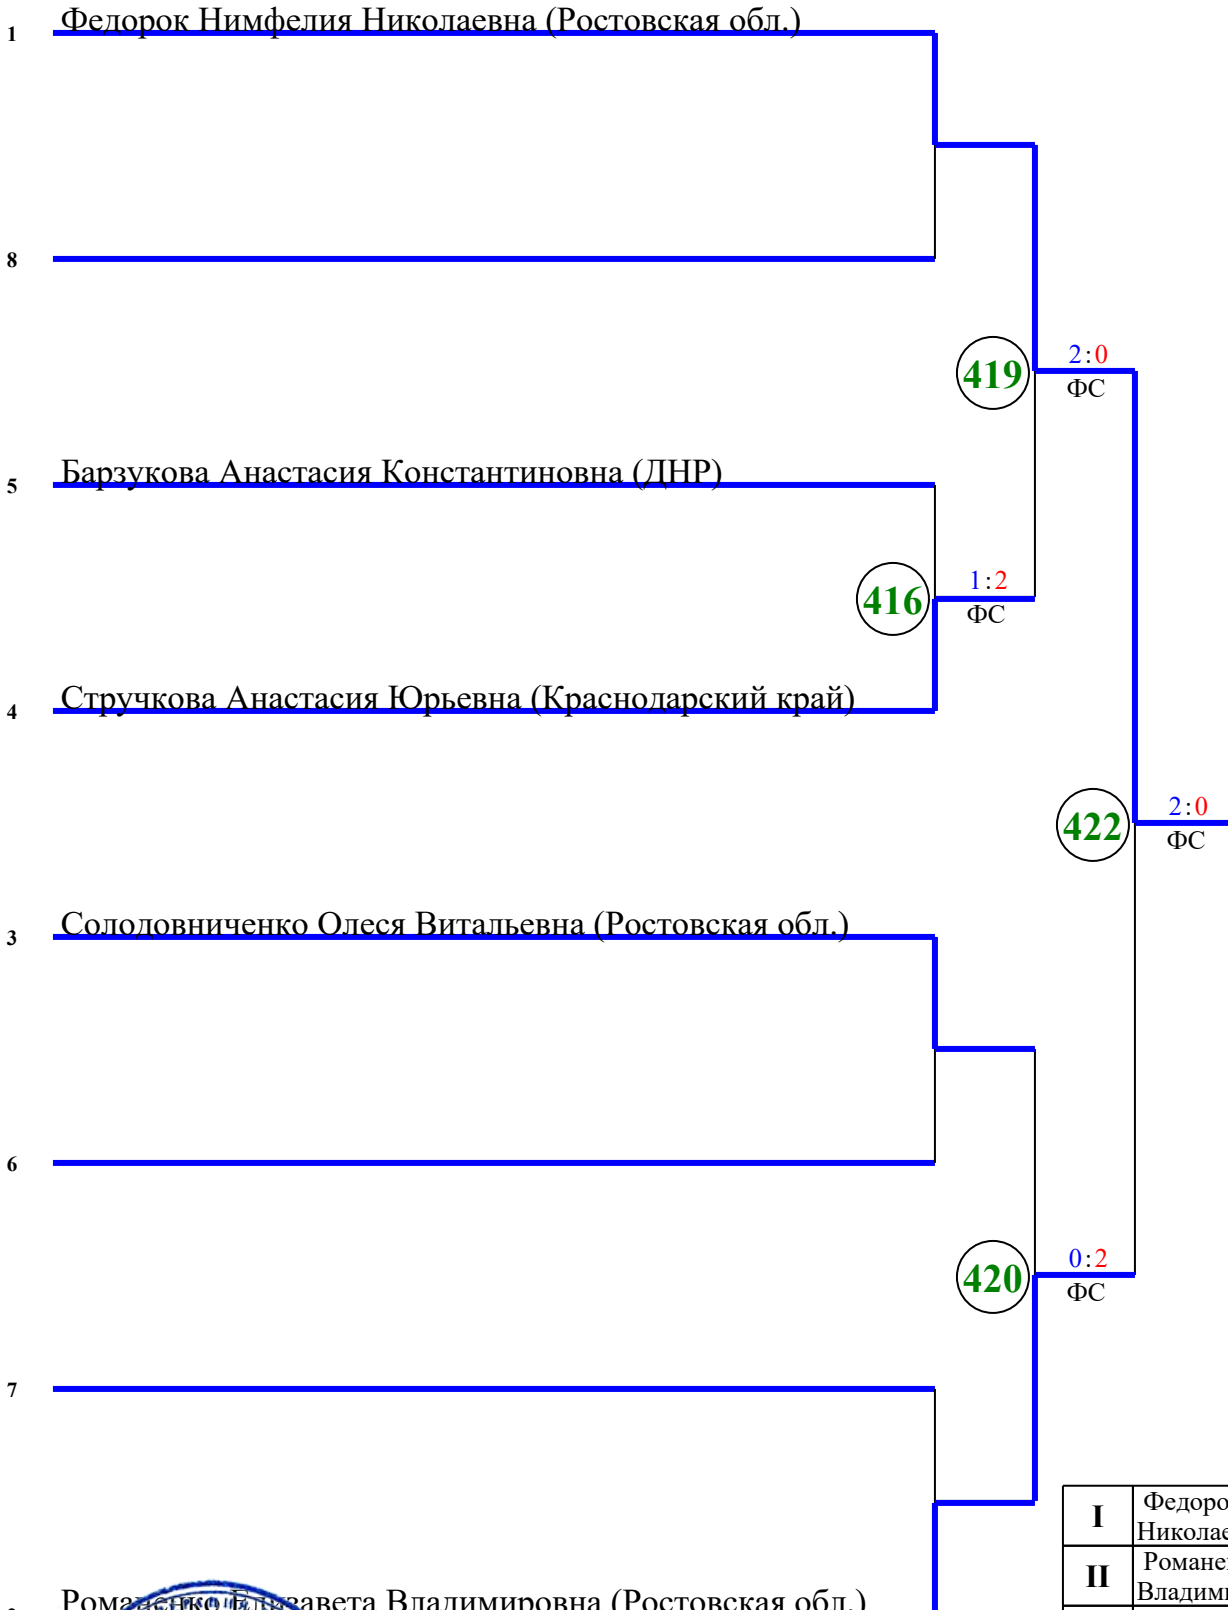 1 Федорок Нимфелия Николаевна (Ростовская обл.)
8
419 2:0
ФС
5 Барзукова Анастасия Константиновна (ДНР)
416 1:2
ФС
4 Стручкова Анастасия Юрьевна (Краснодарский край)
422 2:0
ФС
3 Солодовниченко Олеся Витальевна (Ростовская обл.)
6
420 0:2
ФС
7
I Федоро
Николае
II Романе
Владими
Романенко Елизавета Владимировна (Ростовская обл.)